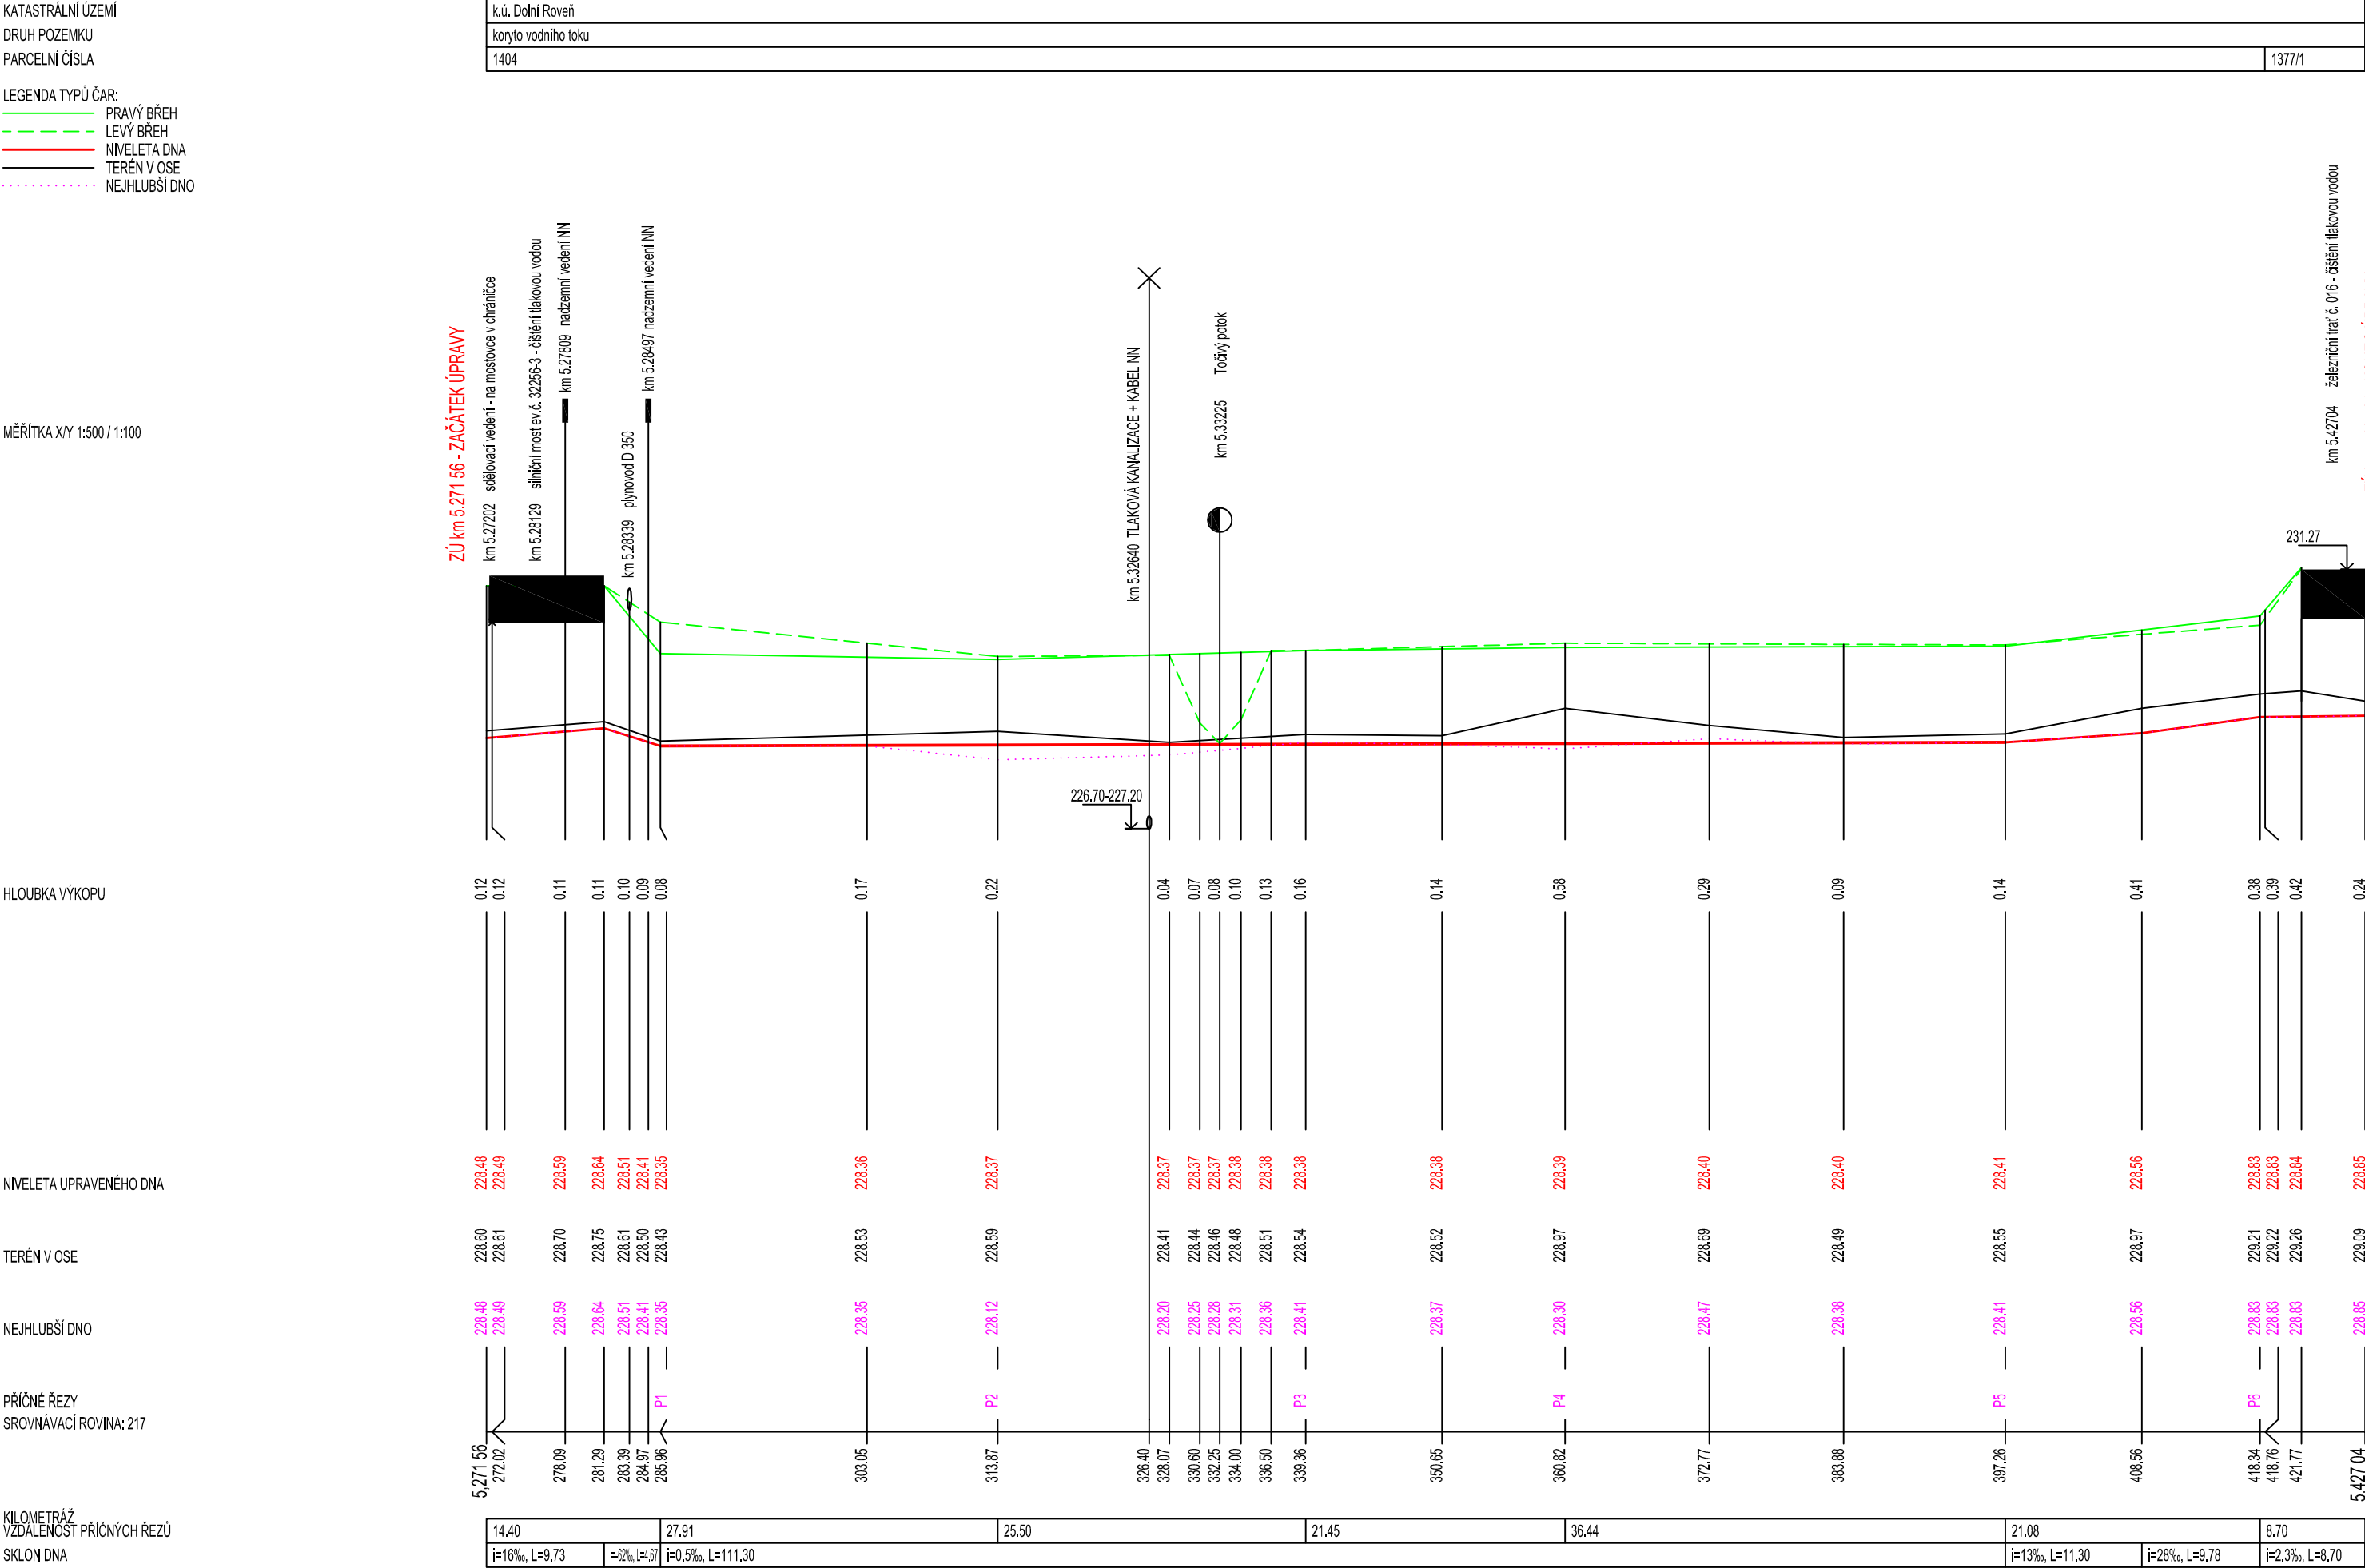 KATASTRÁLNÍ ÚZEMÍ
k.ú. Dolní Roveň
DRUH POZEMKU
koryto vodního toku
PARCELNÍ ČÍSLA
1404
1377/1
LEGENDA TYPŮ ČAR:
PRAVÝ BŘEH
LEVÝ BŘEH
NIVELETA DNA
TERÉN V OSE
NEJHLUBŠÍ DNO
MĚŘÍTKA X/Y 1:500 / 1:100
ZÚ km 5.271 56 - ZAČÁTEK ÚPRAVY
km 5.27202 sdělovací vedení - na mostovce v chráničce
km 5.28129 silniční most ev.č. 32256-3 - čištění tlakovou vodou
km 5.27809 nadzemní vedení NN
km 5.28339 plynovod D 350
km 5.28497 nadzemní vedení NN
km 5.32640 TLAKOVÁ KANALIZACE + KABEL NN
km 5.33225 Točivý potok
km 5.42704 železniční trať č. 016 - čištění tlakovou vodou
231.27
226.70-227.20
HLOUBKA VÝKOPU
0.12 0.12 0.11 0.11 0.10 0.09 0.08 0.17 0.22 0.04 0.07 0.08 0.10 0.13 0.16 0.14 0.58 0.29 0.09 0.14 0.41 0.38 0.39 0.42 0.24
NIVELETA UPRAVENÉHO DNA
228.48 228.49 228.59 228.64 228.51 228.41 228.35 228.36 228.37 228.37 228.37 228.37 228.38 228.38 228.38 228.38 228.39 228.40 228.40 228.41 228.56 228.83 228.83 228.84 228.85
TERÉN V OSE
228.60 228.61 228.70 228.75 228.61 228.50 228.43 228.53 228.59 228.41 228.44 228.46 228.48 228.51 228.54 228.52 228.97 228.69 228.49 228.55 228.97 229.21 229.22 229.26 229.09
NEJHLUBŠÍ DNO
228.48 228.49 228.59 228.64 228.51 228.41 228.35 228.35 228.12 228.20 228.25 228.28 228.31 228.36 228.41 228.37 228.30 228.47 228.38 228.41 228.56 228.83 228.83 228.83 228.85
PŘÍČNÉ ŘEZY
P1 P2 P3 P4 P5 P6
SROVNÁVACÍ ROVINA: 217
5,271 56 272.02 278.09 281.29 283.39 284.97 285.96 303.05 313.87 326.40 328.07 330.60 332.25 334.00 336.50 339.36 350.65 360.82 372.77 383.88 397.26 408.56 418.34 418.76 421.77 5.427 04
KILOMETRÁŽ
VZDÁLENOST PŘÍČNÝCH ŘEZŮ
14.40 27.91 25.50 21.45 36.44 21.08 8.70
SKLON DNA
i=16‰, L=9.73 i=-62‰, L=4.67 i=0.5‰, L=111.30 i=13‰, L=11.30 i=28‰, L=9.78 i=2.3‰, L=8.70